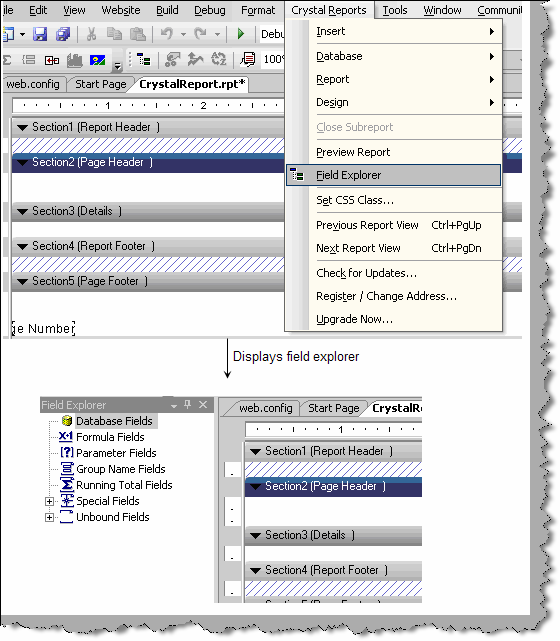 ile Edit View Website Build Debug Format Crystal Reports Tools Window Communi
Debu
100%
Insert
Database
Report
Design
Close Subreport
Preview Report
Field Explorer
Set CSS Class...
Previous Report View Ctrl+PgUp
Next Report View Ctrl+PgDn
Check for Updates...
Register / Change Address...
Upgrade Now...
web.config Start Page CrystalReport.rpt*
1 2
Section1 (Report Header )
Section2 (Page Header )
Section3 (Details )
Section4 (Report Footer )
Section5 (Page Footer )
ge Number
Displays field explorer
Field Explorer
Database Fields
Formula Fields
Parameter Fields
Group Name Fields
Running Total Fields
Special Fields
Unbound Fields
web.config Start Page CrystalRe
1
Section1 (Report Header )
Section2 (Page Header )
Section3 (Details )
Section4 (Report Footer )